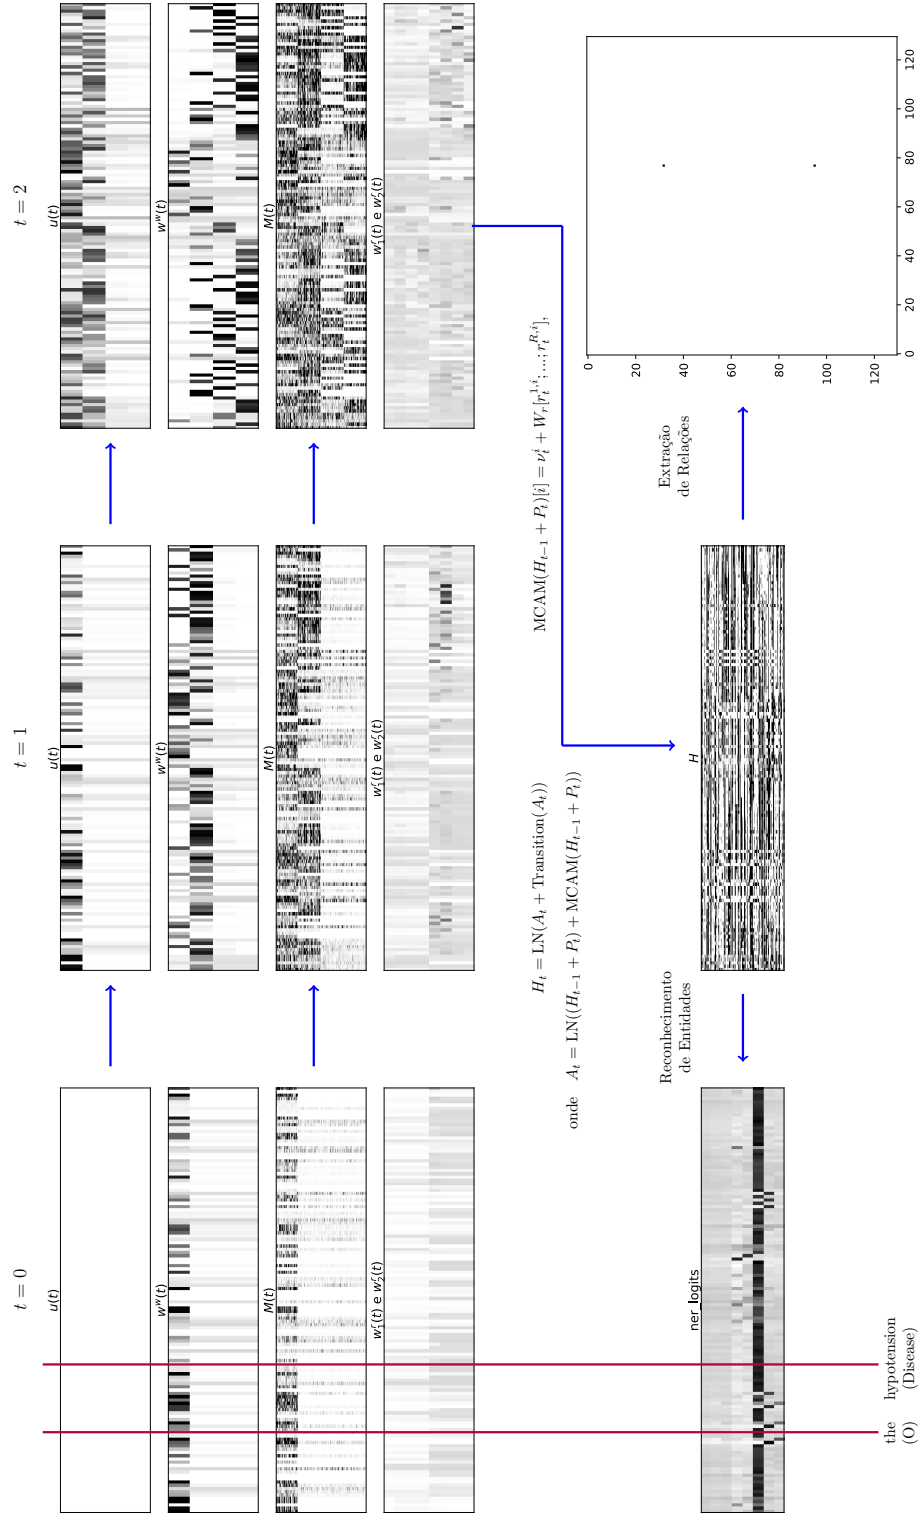 t = 0
t = 1
t = 2
u(t)
u(t)
u(t)
w^w(t)
w^w(t)
w^w(t)
M(t)
M(t)
M(t)
w_1^r(t) e w_2^r(t)
w_1^r(t) e w_2^r(t)
w_1^r(t) e w_2^r(t)
H_t = LN(A_t + Transition(A_t))
onde A_t = LN((H_{t−1} + P_t) + MCAM(H_{t−1} + P_t)))
MCAM(H_{t−1} + P_t)[i] = ν_t^i + W_r[r_t^{1,i}; ...; r_t^{R,i}],
Reconhecimento
de Entidades
Extração
de Relações
ner_logits
H
0
20
40
60
80
100
120
0
20
40
60
80
100
120
the
(O)
hypotension
(Disease)